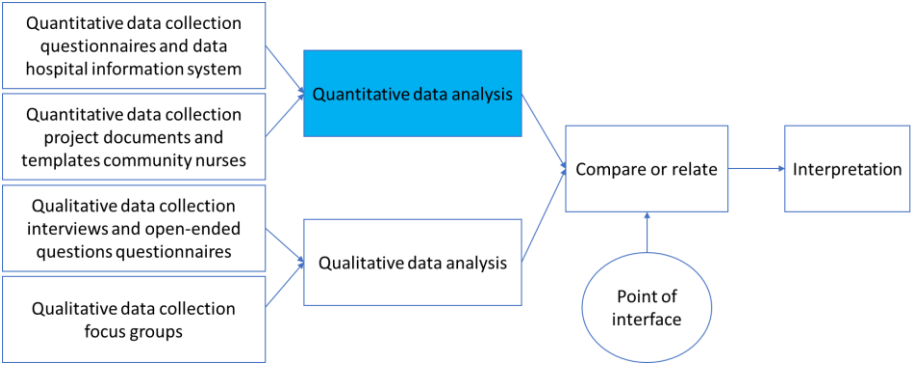 Quantitative data collection
questionnaires and data
hospital information system
Quantitative data collection
project documents and
templates community nurses
Qualitative data collection
interviews and open-ended
questions questionnaires
Qualitative data collection
focus groups
Quantitative data analysis
Qualitative data analysis
Compare or relate
Point of
interface
Interpretation